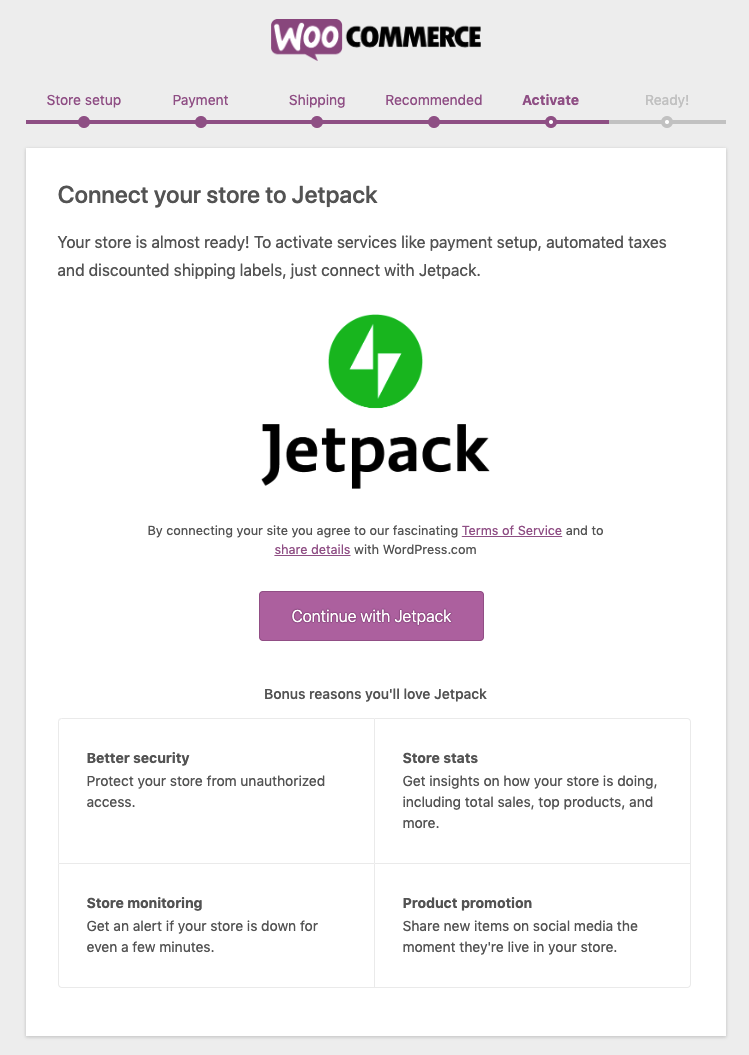 WOO COMMERCE
Store setup Payment Shipping Recommended Activate Ready!
Connect your store to Jetpack
Your store is almost ready! To activate services like payment setup, automated taxes
and discounted shipping labels, just connect with Jetpack.
Jetpack
By connecting your site you agree to our fascinating Terms of Service and to
share details with WordPress.com
Continue with Jetpack
Bonus reasons you'll love Jetpack
Better security
Protect your store from unauthorized
access.
Store stats
Get insights on how your store is doing,
including total sales, top products, and
more.
Store monitoring
Get an alert if your store is down for
even a few minutes.
Product promotion
Share new items on social media the
moment they're live in your store.